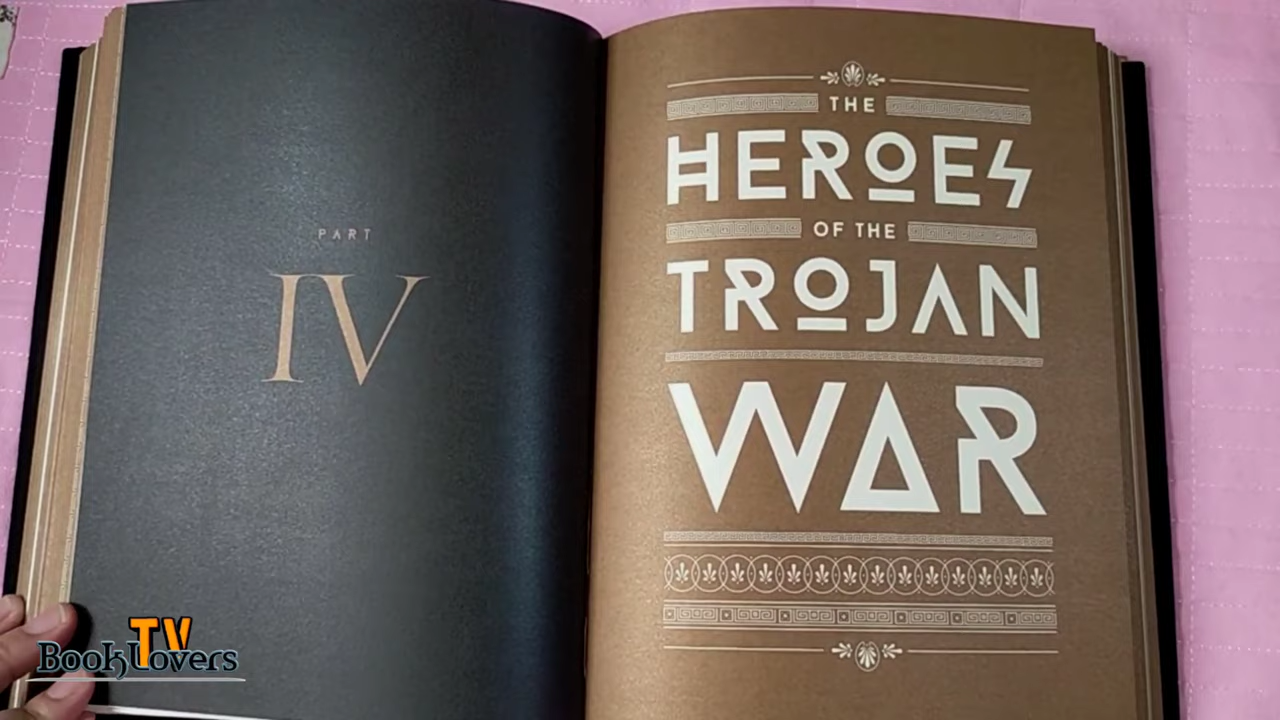 PART
IV
THE
HEROES
OF THE
TROJAN
WAR
TV
BookLovers